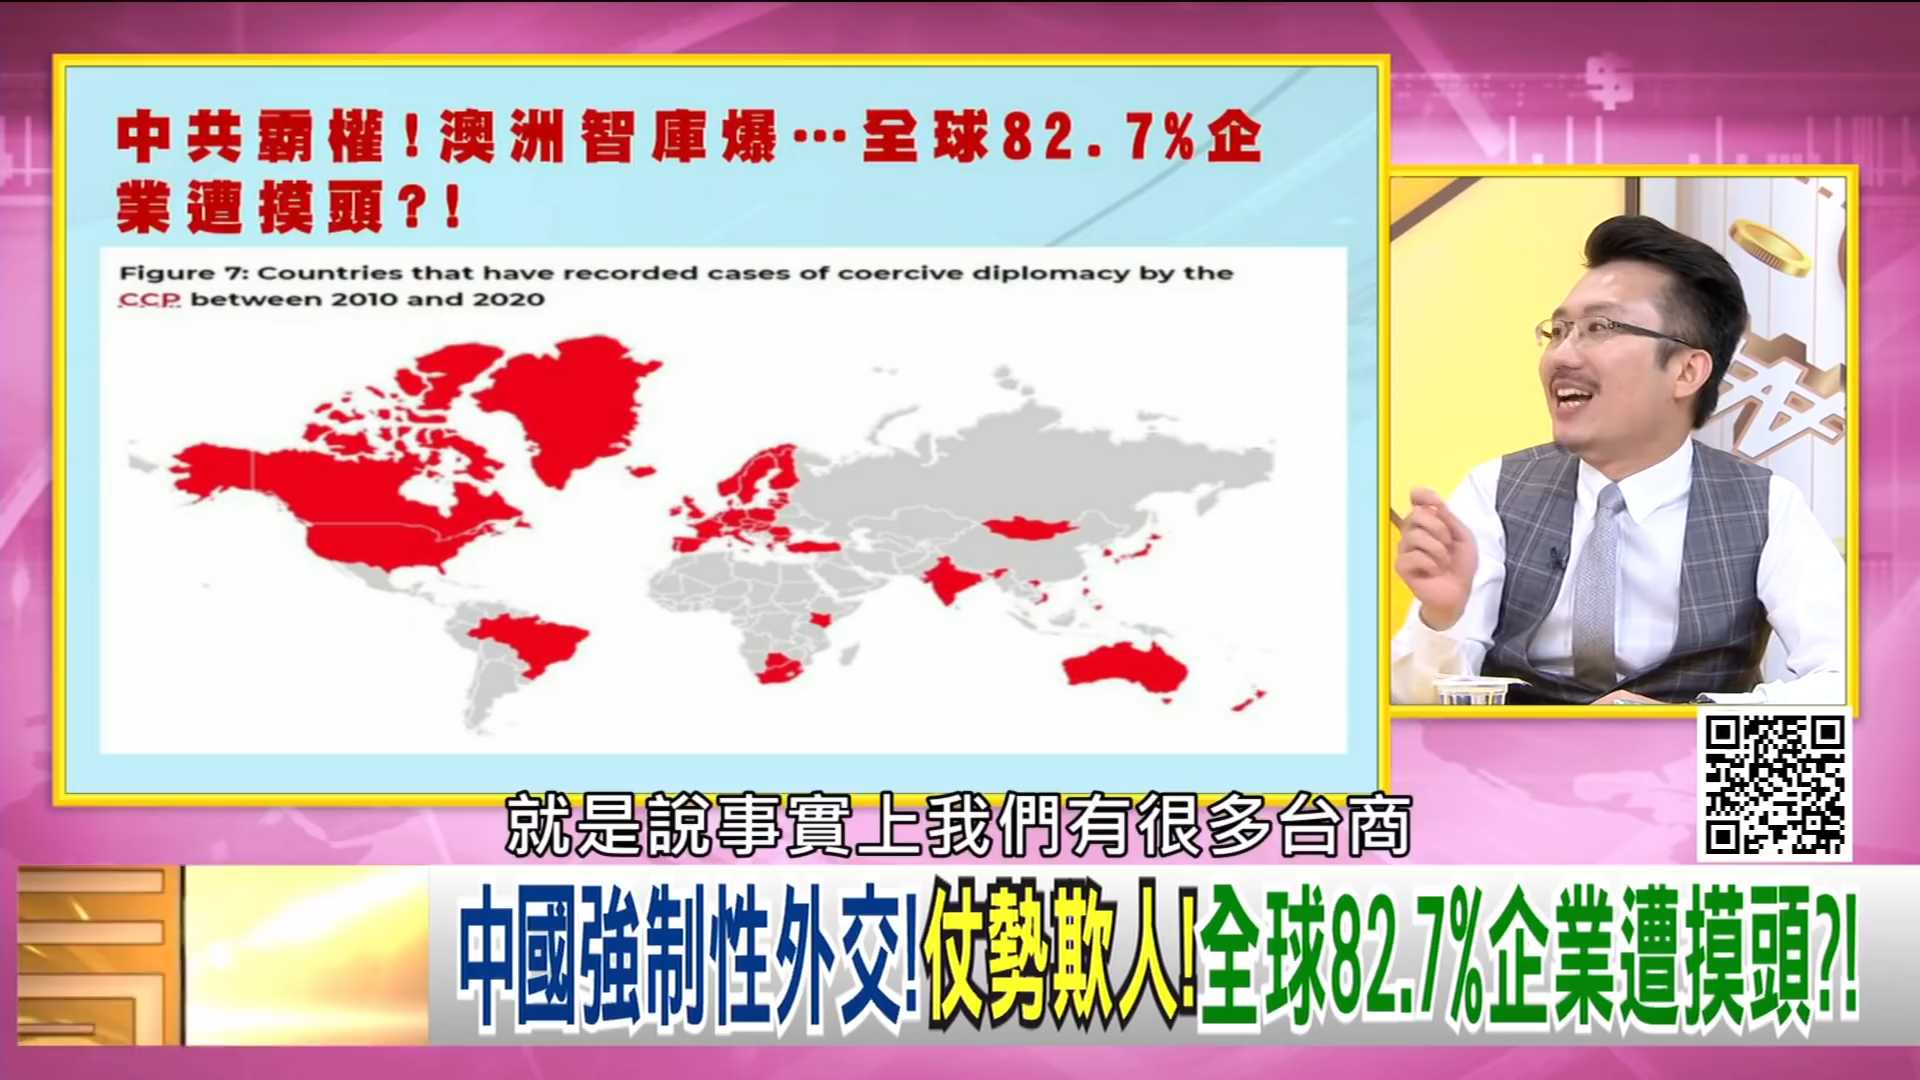 中共霸權!澳洲智庫爆…全球82.7%企
業遭摸頭?!
Figure 7: Countries that have recorded cases of coercive diplomacy by the
CCP between 2010 and 2020
就是說事實上我們有很多台商
中國強制性外交!仗勢欺人!全球82.7%企業遭摸頭?!